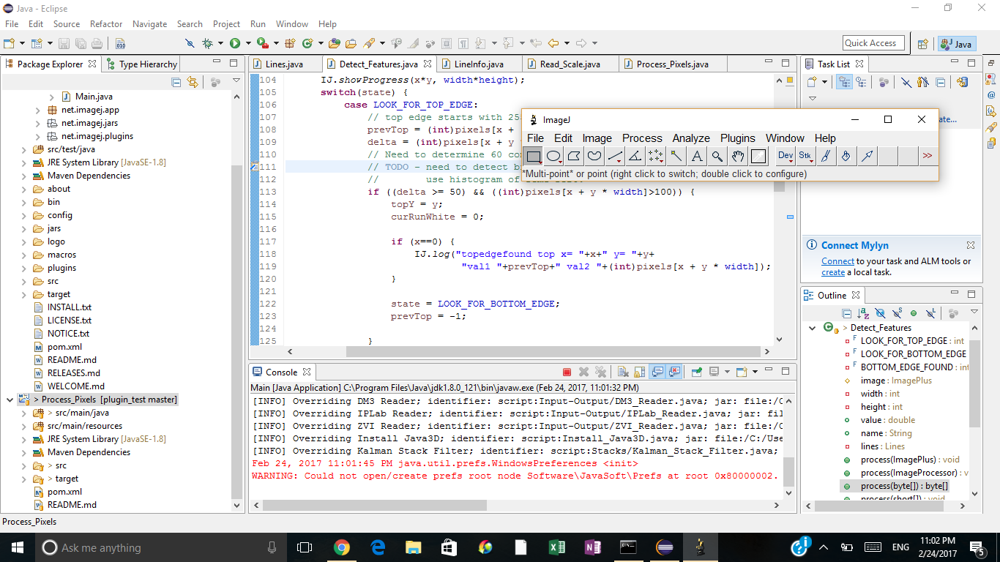 Java - Eclipse
File Edit Source Refactor Navigate Search Project Run Window Help
Quick Access
Java
Package Explorer
Type Hierarchy
Main.java
net.imagej.app
net.imagej.jars
net.imagej.plugins
src/test/java
JRE System Library [JavaSE-1.8]
Maven Dependencies
about
bin
config
jars
logo
macros
plugins
src
target
INSTALL.txt
LICENSE.txt
NOTICE.txt
pom.xml
README.md
RELEASES.md
WELCOME.md
> Process_Pixels [plugin_test master]
> src/main/java
src/main/resources
JRE System Library [JavaSE-1.8]
Maven Dependencies
> src
> target
pom.xml
README.md
Process_Pixels
Lines.java
Detect_Features.java
LineInfo.java
Read_Scale.java
Process_Pixels.java
104 IJ.showProgress(x*y, width*height);
105 switch(state) {
106 case LOOK_FOR_TOP_EDGE:
107 // top edge starts with 25
108 prevTop = (int)pixels[x +
109 delta = (int)pixels[x + y
110 // Need to determine 60 co
111 // TODO - need to detect b
112 // use histogram of
113 if ((delta >= 50) && ((int)pixels[x + y * width]>100)) {
114 topY = y;
115 curRunWhite = 0;
116
117 if (x==0) {
118 IJ.log("topedgefound top x= "+x+" y= "+y+
119 "val1 "+prevTop+" val2 "+(int)pixels[x + y * width]);
120 }
121
122 state = LOOK_FOR_BOTTOM_EDGE;
123 prevTop = -1;
124
125 }
ImageJ
File Edit Image Process Analyze Plugins Window Help
A Dev Stk >>
*Multi-point* or point (right click to switch; double click to configure)
Console
Main [Java Application] C:\Program Files\Java\jdk1.8.0_121\bin\javaw.exe (Feb 24, 2017, 11:01:32 PM)
[INFO] Overriding DM3 Reader; identifier: script:Input-Output/DM3_Reader.java; jar: file:/C
[INFO] Overriding IPLab Reader; identifier: script:Input-Output/IPLab_Reader.java; jar: fil
[INFO] Overriding ZVI Reader; identifier: script:Input-Output/ZVI_Reader.java; jar: file:/C
[INFO] Overriding Install Java3D; identifier: script:Install_Java3D.java; jar: file:/C:/Use
[INFO] Overriding Kalman Stack Filter; identifier: script:Stacks/Kalman_Stack_Filter.java;
Feb 24, 2017 11:01:45 PM java.util.prefs.WindowsPreferences <init>
WARNING: Could not open/create prefs root node Software\JavaSoft\Prefs at root 0x80000002.
Task List
ate...
Connect Mylyn
Connect to your task and ALM tools or
create a local task.
Outline
> Detect_Features
LOOK_FOR_TOP_EDGE : int
LOOK_FOR_BOTTOM_EDGE
BOTTOM_EDGE_FOUND : int
image : ImagePlus
width : int
height : int
value : double
name : String
lines : Lines
process(ImagePlus) : void
process(ImageProcessor) : v
process(byte[]) : byte[]
process(short[]) : void
Ask me anything
ENG
11:02 PM
2/24/2017
5